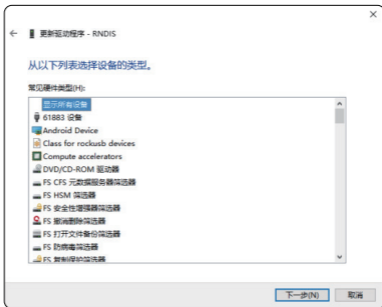 更新驱动程序 - RNDIS
从以下列表选择设备的类型。
常见硬件类型(H):
显示所有设备
61883 设备
Android Device
Class for rockusb devices
Compute accelerators
DVD/CD-ROM 驱动器
FS CFS 元数据服务器筛选器
FS HSM 筛选器
FS 安全性增强器筛选器
FS 撤消删除筛选器
FS 打开文件备份筛选器
FS 防病毒筛选器
FS 复制保护筛选器
下一步(N) 取消